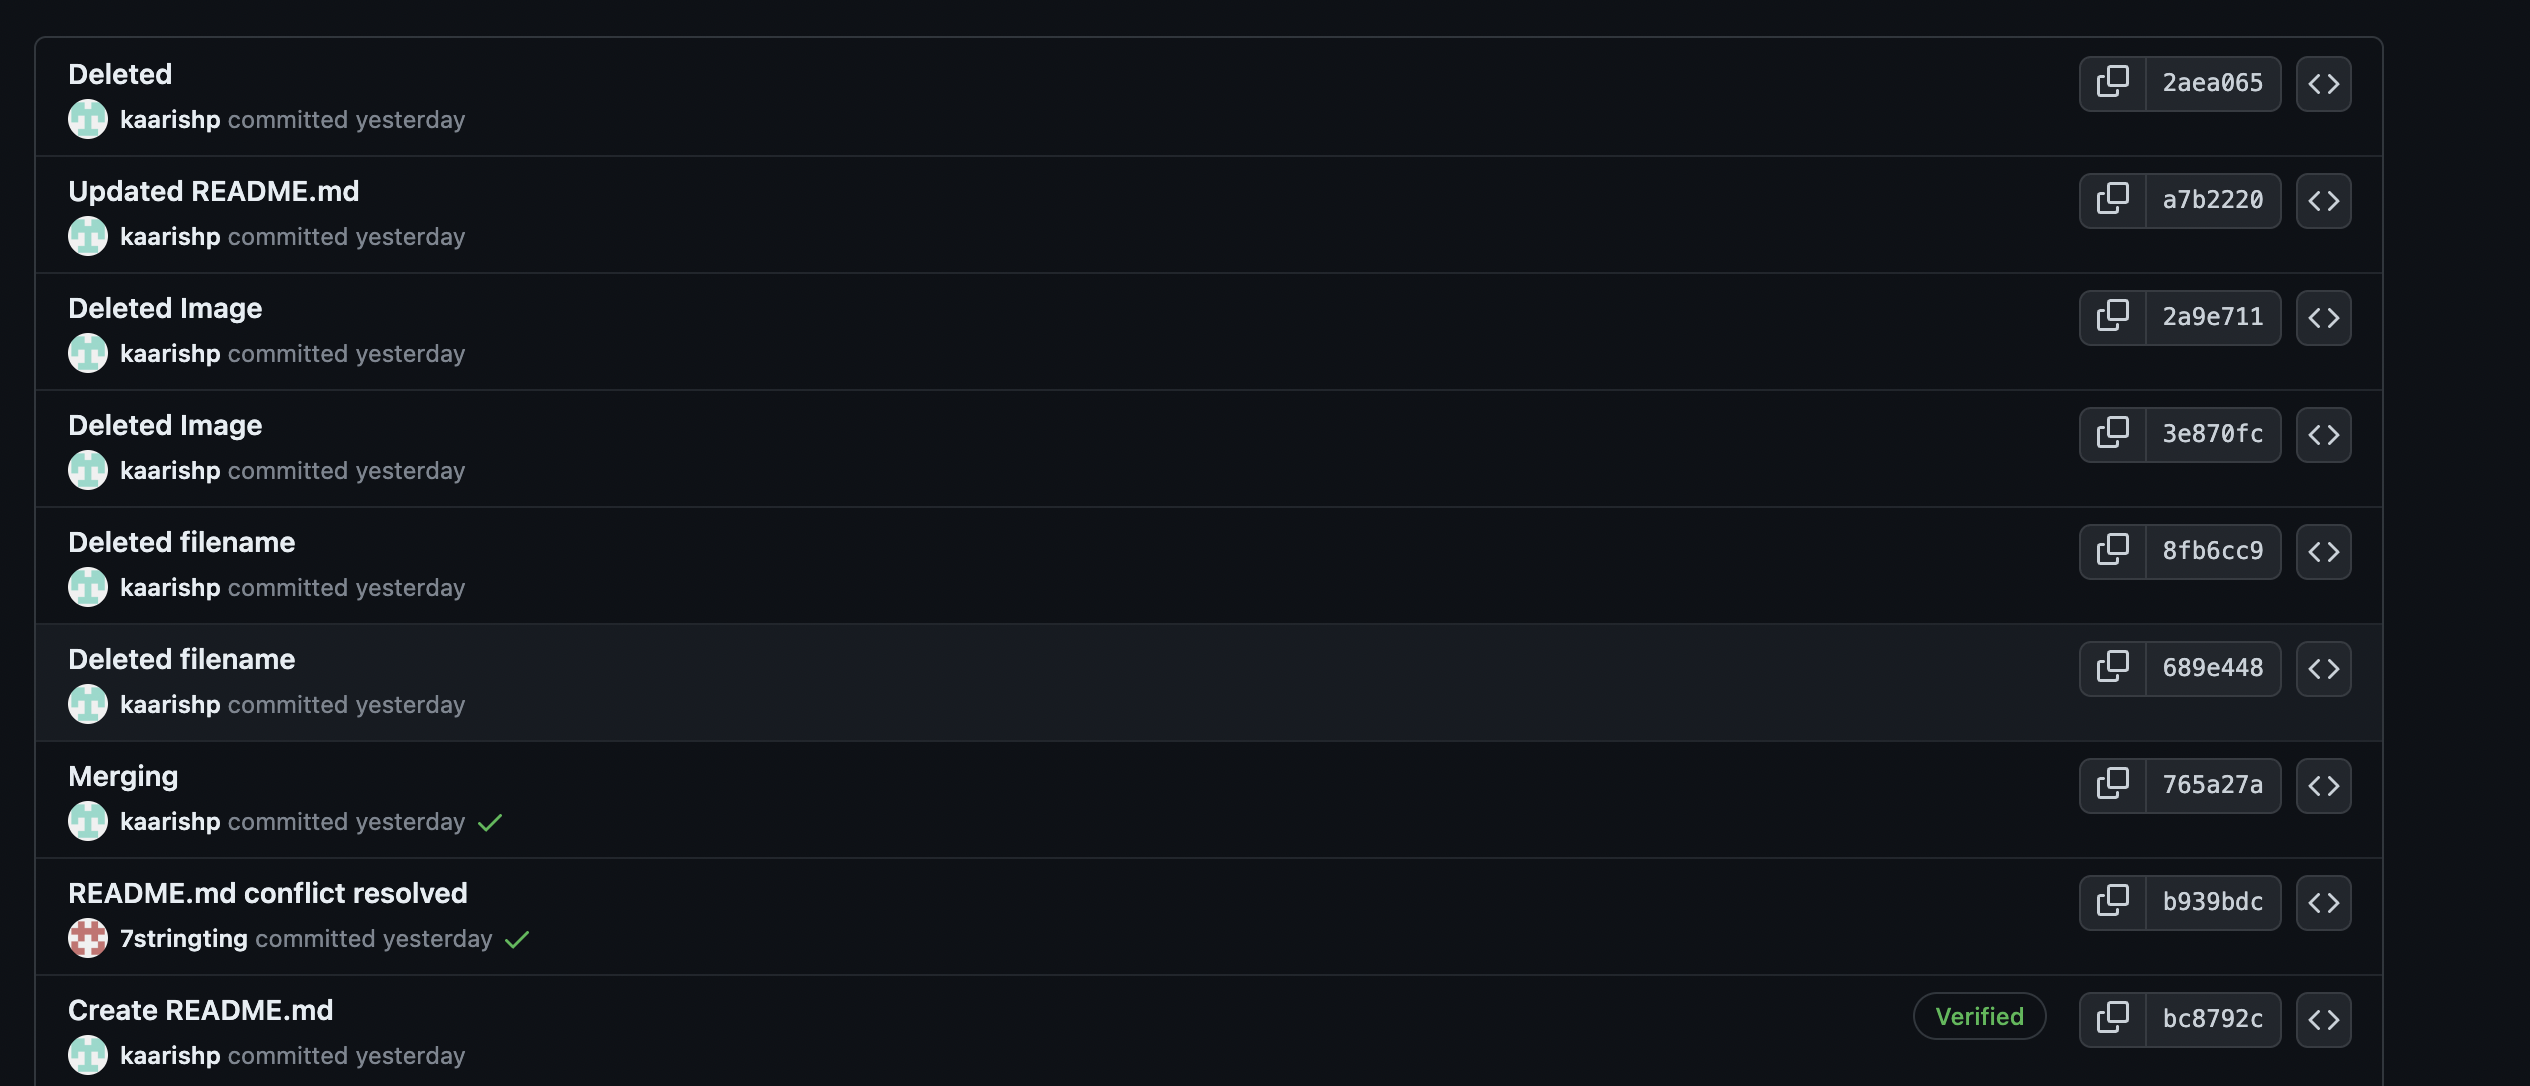 Deleted
kaarishp committed yesterday
2aea065
Updated README.md
kaarishp committed yesterday
a7b2220
Deleted Image
kaarishp committed yesterday
2a9e711
Deleted Image
kaarishp committed yesterday
3e870fc
Deleted filename
kaarishp committed yesterday
8fb6cc9
Deleted filename
kaarishp committed yesterday
689e448
Merging
kaarishp committed yesterday
765a27a
README.md conflict resolved
7stringting committed yesterday
b939bdc
Create README.md
kaarishp committed yesterday
Verified
bc8792c